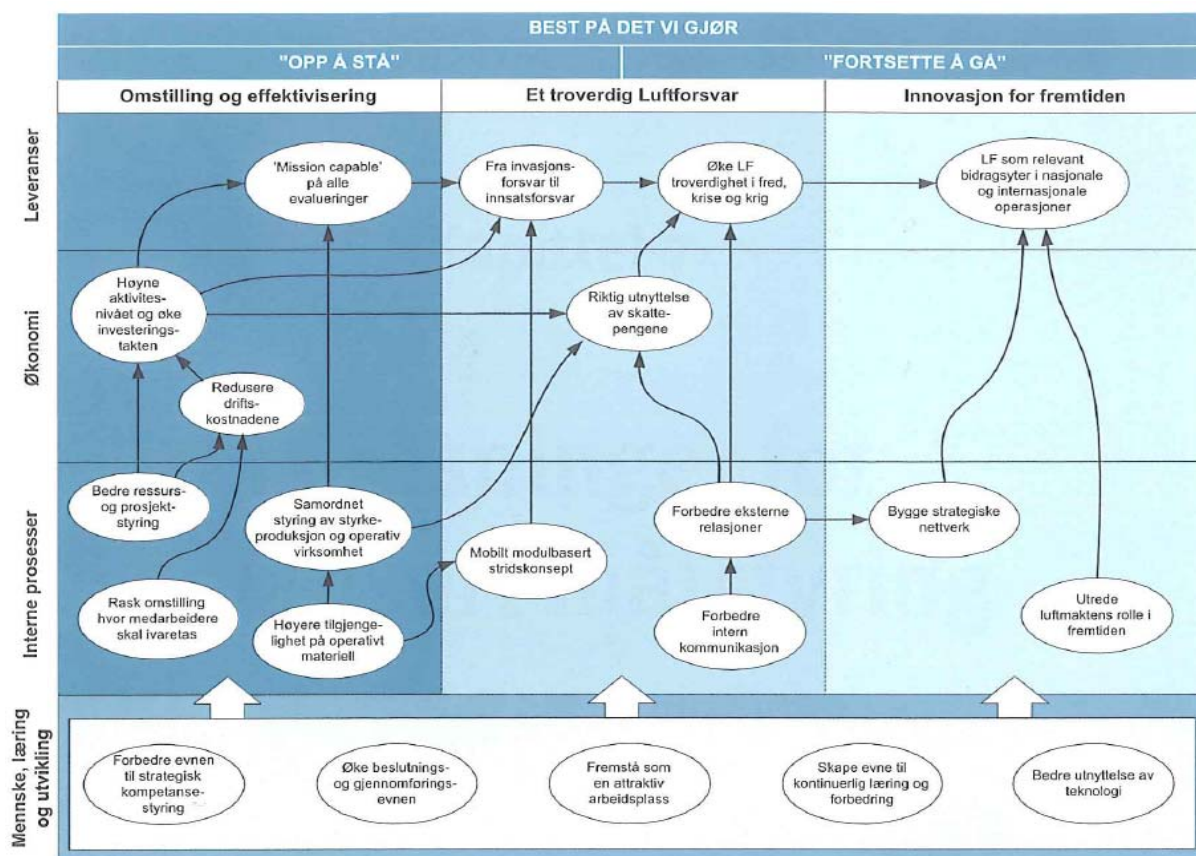 BEST PÅ DET VI GJØR
"OPP Å STÅ"
"FORTSETTE Å GÅ"
Omstilling og effektivisering
Et troverdig Luftforsvar
Innovasjon for fremtiden
Leveranser
'Mission capable'
på alle
evalueringer
Fra invasjons-
forsvar til
innsatsforsvar
Øke LF
troverdighet i fred,
krise og krig
LF som relevant
bidragsyter i nasjonale
og internasjonale
operasjoner
Økonomi
Høyne
aktivites-
nivået og øke
investerings-
takten
Redusere
drifts-
kostnadene
Riktig utnyttelse
av skatte-
pengene
Interne prosesser
Bedre ressurs-
og prosjekt-
styring
Samordnet
styring av styrke-
produksjon og operativ
virksomhet
Mobilt modulbasert
stridskonsept
Forbedre eksterne
relasjoner
Bygge strategiske
nettverk
Rask omstilling
hvor medarbeidere
skal ivaretas
Høyere tilgjenge-
lighet på operativt
materiell
Forbedre
intern
kommunikasjon
Utrede
luftmaktens rolle i
fremtiden
Mennske, læring
og utvikling
Forbedre evnen
til strategisk
kompetanse-
styring
Øke beslutnings-
og gjennomførings-
evnen
Fremstå som
en attraktiv
arbeidsplass
Skape evne til
kontinuerlig læring og
forbedring
Bedre utnyttelse av
teknologi